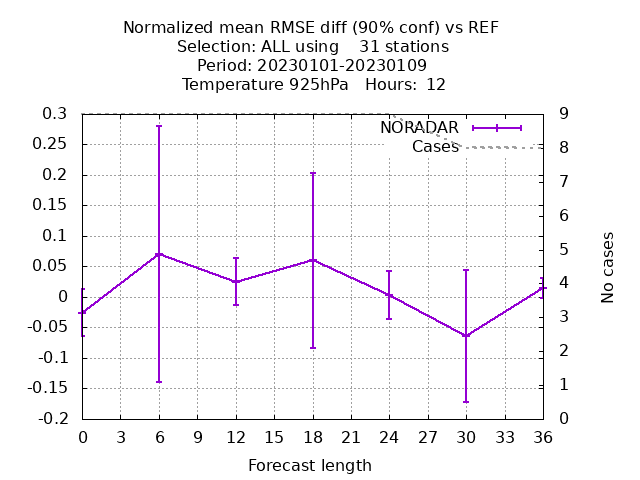 Normalized mean RMSE diff (90% conf) vs REF
Selection: ALL using    31 stations
Period: 20230101-20230109
Temperature 925hPa   Hours:  12
0.3
0.25
0.2
0.15
0.1
0.05
0
-0.05
-0.1
-0.15
-0.2
NORADAR
Cases
9
8
7
6
5
4
3
2
1
0
No cases
0 3 6 9 12 15 18 21 24 27 30 33 36
Forecast length